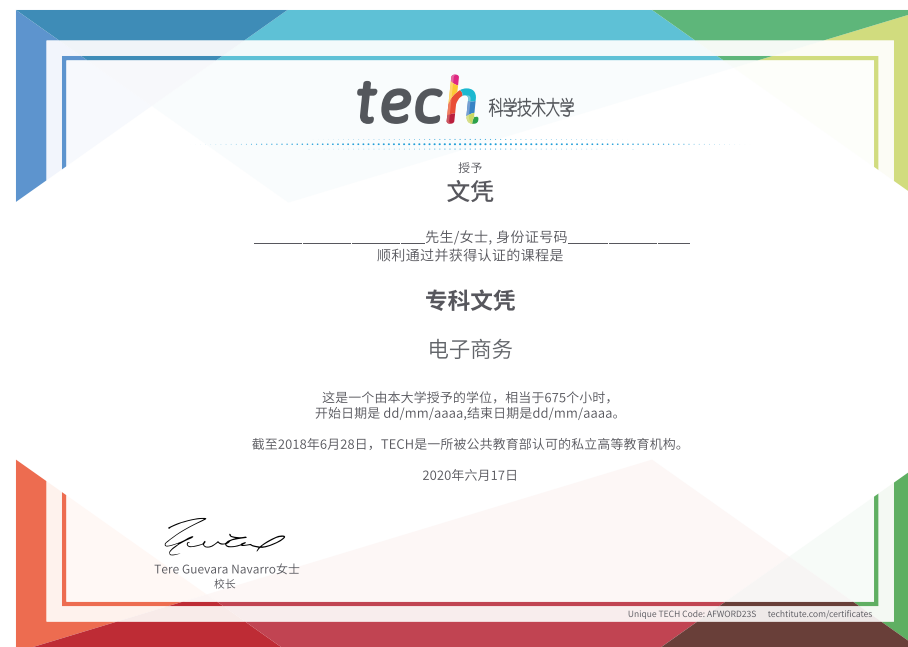 tech 科学技术大学
授予
文凭
先生/女士, 身份证号码
顺利通过并获得认证的课程是
专科文凭
电子商务
这是一个由本大学授予的学位，相当于675个小时，
开始日期是 dd/mm/aaaa,结束日期是dd/mm/aaaa。
截至2018年6月28日，TECH是一所被公共教育部认可的私立高等教育机构。
2020年六月17日
Tere Guevara Navarro女士
校长
Unique TECH Code: AFWORD23S techtitute.com/certificates